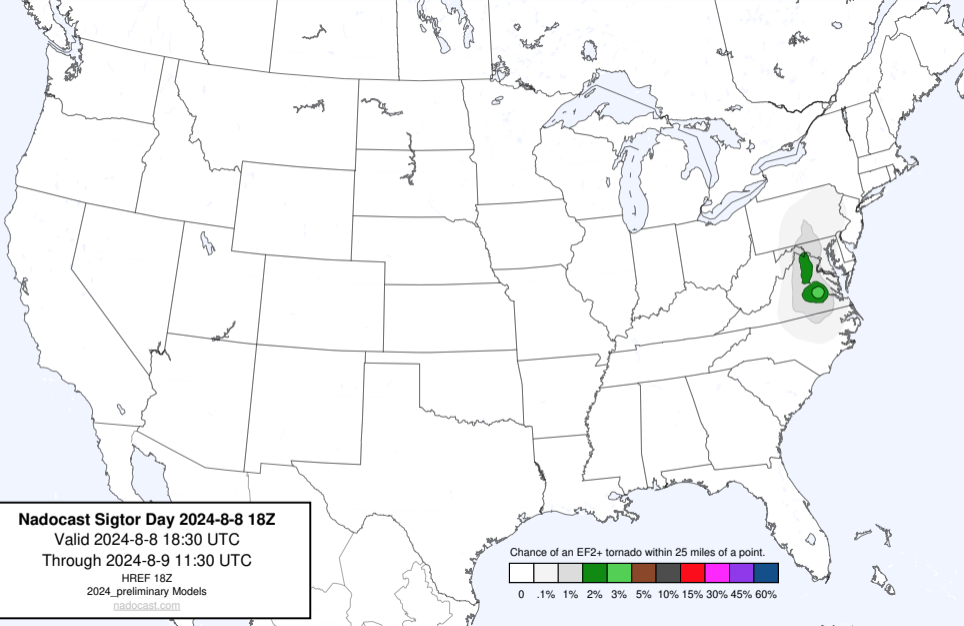 Nadocast Sigtor Day 2024-8-8 18Z
Valid 2024-8-8 18:30 UTC
Through 2024-8-9 11:30 UTC
HREF 18Z
2024_preliminary Models
nadocast.com
Chance of an EF2+ tornado within 25 miles of a point.
0 .1% 1% 2% 3% 5% 10% 15% 30% 45% 60%